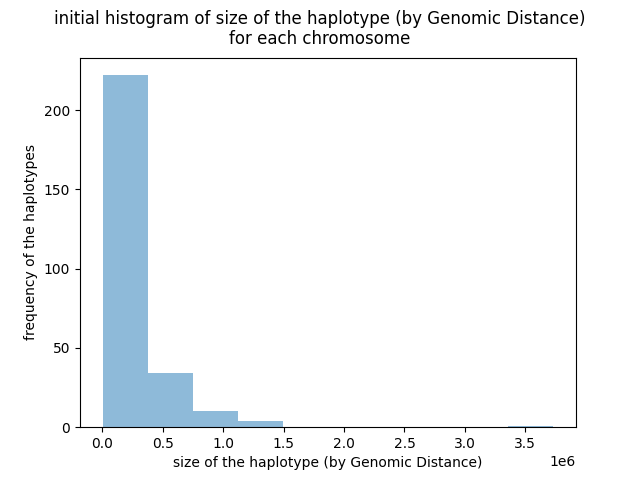 initial histogram of size of the haplotype (by Genomic Distance)
for each chromosome
frequency of the haplotypes
200
150
100
50
0
0.0 0.5 1.0 1.5 2.0 2.5 3.0 3.5
1e6
size of the haplotype (by Genomic Distance)